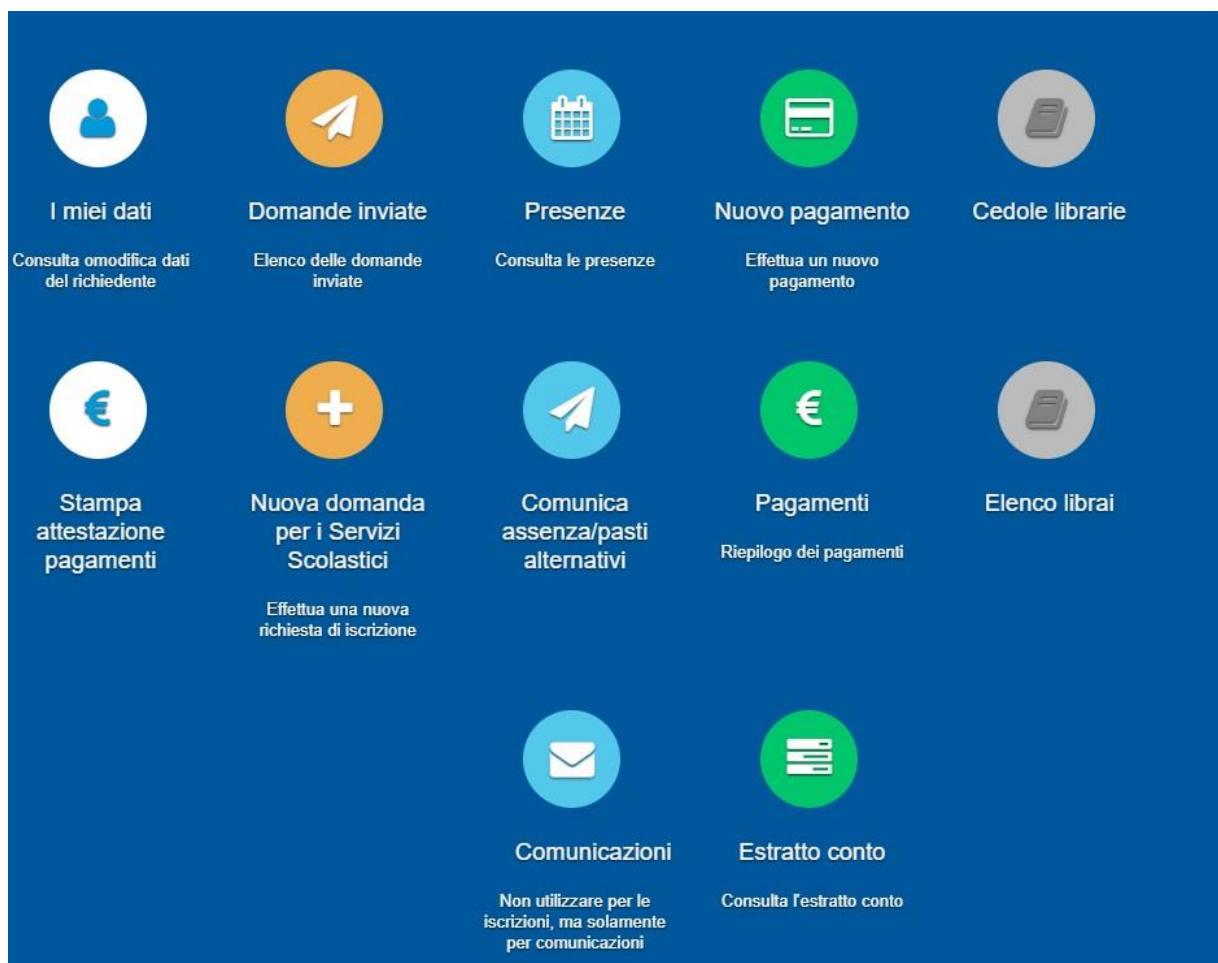 I miei dati
Consulta omodifica dati
del richiedente
Domande inviate
Elenco delle domande
inviate
Presenze
Consulta le presenze
Nuovo pagamento
Effettua un nuovo
pagamento
Cedole librarie
€
Stampa
attestazione
pagamenti
Nuova domanda
per i Servizi
Scolastici
Effettua una nuova
richiesta di iscrizione
Comunica
assenza/pasti
alternativi
€
Pagamenti
Riepilogo dei pagamenti
Elenco librai
Comunicazioni
Non utilizzare per le
iscrizioni, ma solamente
per comunicazioni
Estratto conto
Consulta l'estratto conto